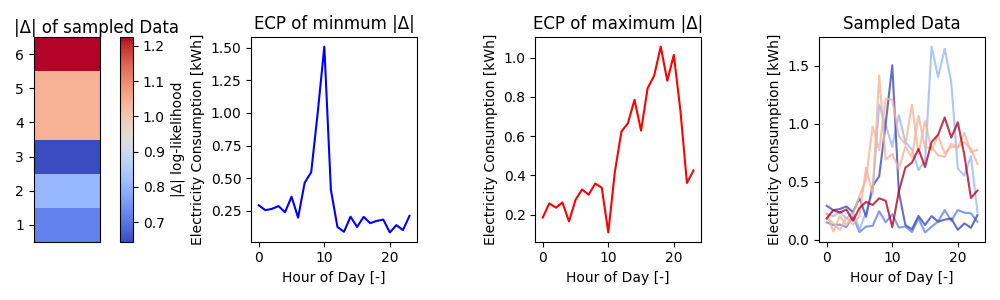 |Δ| of sampled Data
6
5
4
3
2
1
1.2
1.1
1.0
0.9
0.8
0.7
|Δ| log-likelihood
ECP of minmum |Δ|
Electricity Consumption [kWh]
1.50
1.25
1.00
0.75
0.50
0.25
0 10 20
Hour of Day [-]
ECP of maximum |Δ|
Electricity Consumption [kWh]
1.0
0.8
0.6
0.4
0.2
0 10 20
Hour of Day [-]
Sampled Data
Electricity Consumption [kWh]
1.5
1.0
0.5
0.0
0 10 20
Hour of Day [-]